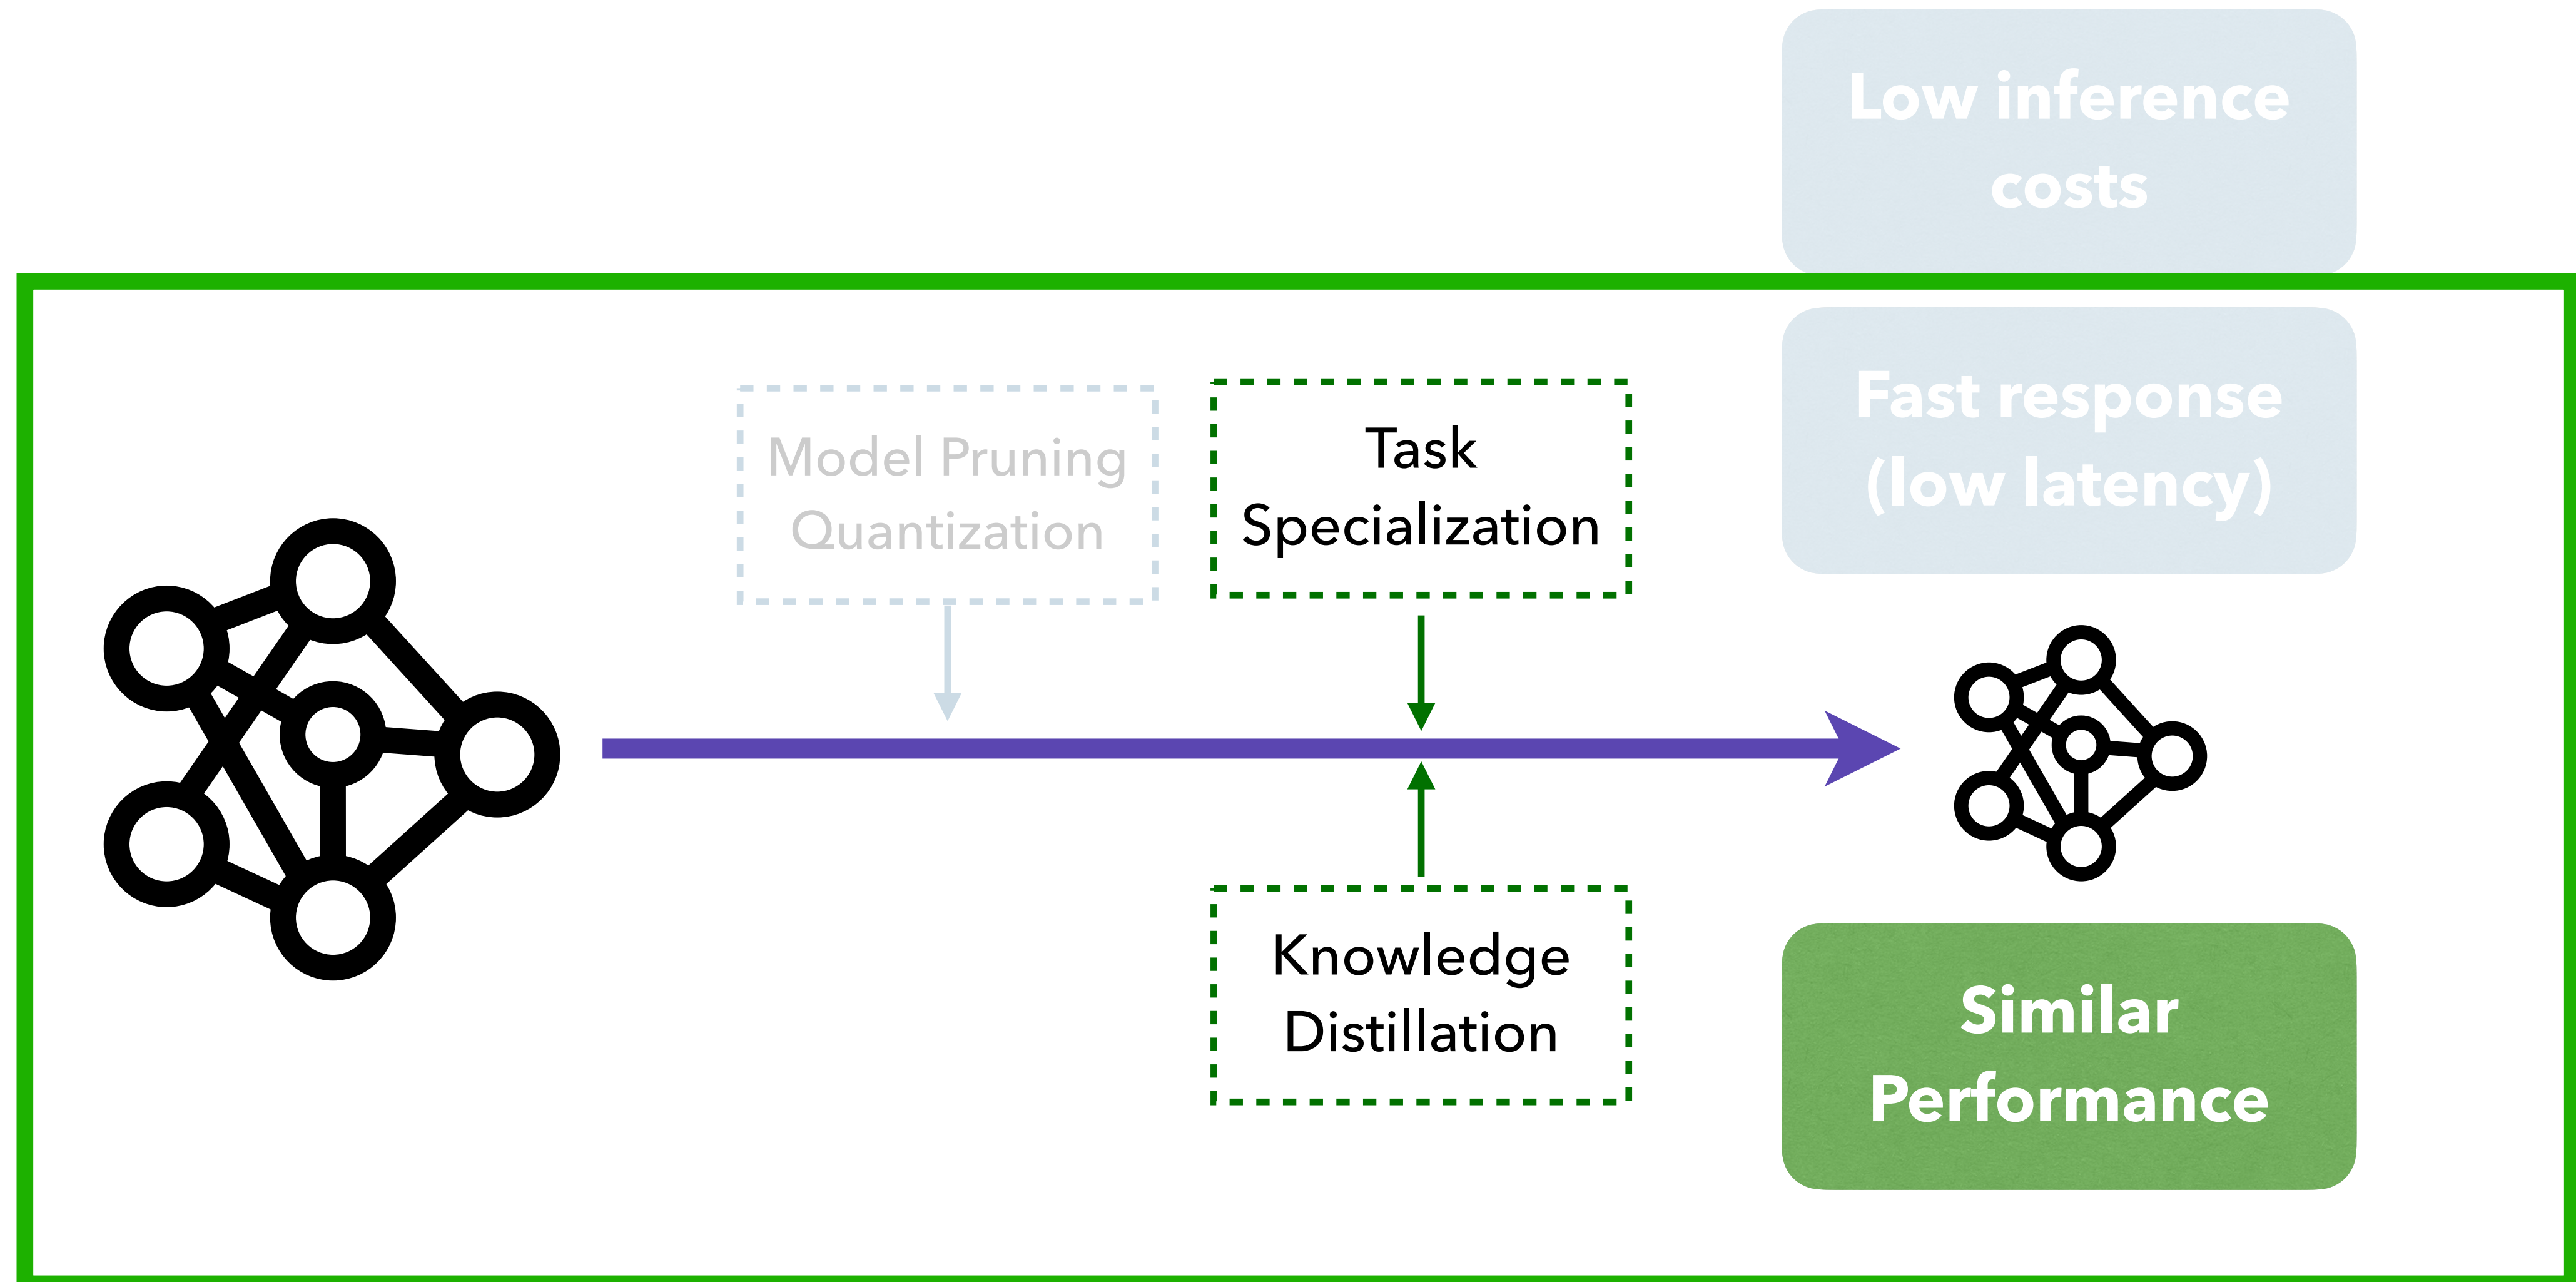 Low inference
costs
Fast response
(low latency)
Model Pruning
Quantization
Task
Specialization
Knowledge
Distillation
Similar
Performance